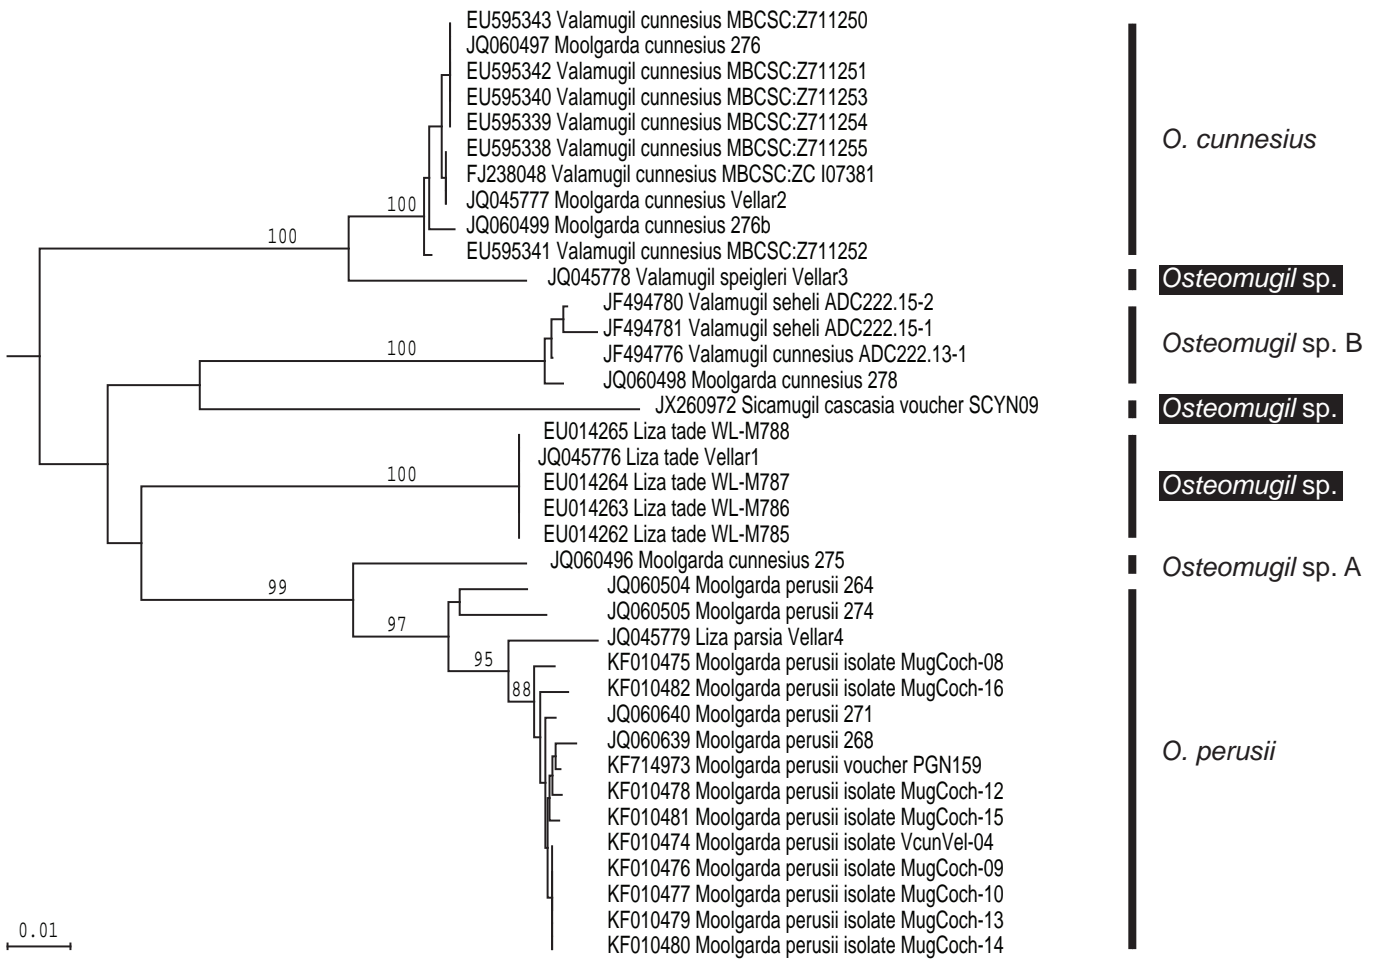 EU595343 Valamugil cunnesius MBCSC:Z711250
JQ060497 Moolgarda cunnesius 276
EU595342 Valamugil cunnesius MBCSC:Z711251
EU595340 Valamugil cunnesius MBCSC:Z711253
EU595339 Valamugil cunnesius MBCSC:Z711254
O. cunnesius
EU595338 Valamugil cunnesius MBCSC:Z711255
FJ238048 Valamugil cunnesius MBCSC:ZC I07381
JQ045777 Moolgarda cunnesius Vellar2
100
JQ060499 Moolgarda cunnesius 276b
100
EU595341 Valamugil cunnesius MBCSC:Z711252
JQ045778 Valamugil speigleri Vellar3
Osteomugil sp.
JF494780 Valamugil seheli ADC222.15-2
JF494781 Valamugil seheli ADC222.15-1
Osteomugil sp. B
100
JF494776 Valamugil cunnesius ADC222.13-1
JQ060498 Moolgarda cunnesius 278
JX260972 Sicamugil cascasia voucher SCYN09
Osteomugil sp.
EU014265 Liza tade WL-M788
JQ045776 Liza tade Vellar1
100
EU014264 Liza tade WL-M787
Osteomugil sp.
EU014263 Liza tade WL-M786
EU014262 Liza tade WL-M785
JQ060496 Moolgarda cunnesius 275
Osteomugil sp. A
99
JQ060504 Moolgarda perusii 264
JQ060505 Moolgarda perusii 274
97
JQ045779 Liza parsia Vellar4
95
KF010475 Moolgarda perusii isolate MugCoch-08
88
KF010482 Moolgarda perusii isolate MugCoch-16
JQ060640 Moolgarda perusii 271
JQ060639 Moolgarda perusii 268
O. perusii
KF714973 Moolgarda perusii voucher PGN159
KF010478 Moolgarda perusii isolate MugCoch-12
KF010481 Moolgarda perusii isolate MugCoch-15
KF010474 Moolgarda perusii isolate VcunVel-04
KF010476 Moolgarda perusii isolate MugCoch-09
KF010477 Moolgarda perusii isolate MugCoch-10
KF010479 Moolgarda perusii isolate MugCoch-13
0.01
KF010480 Moolgarda perusii isolate MugCoch-14